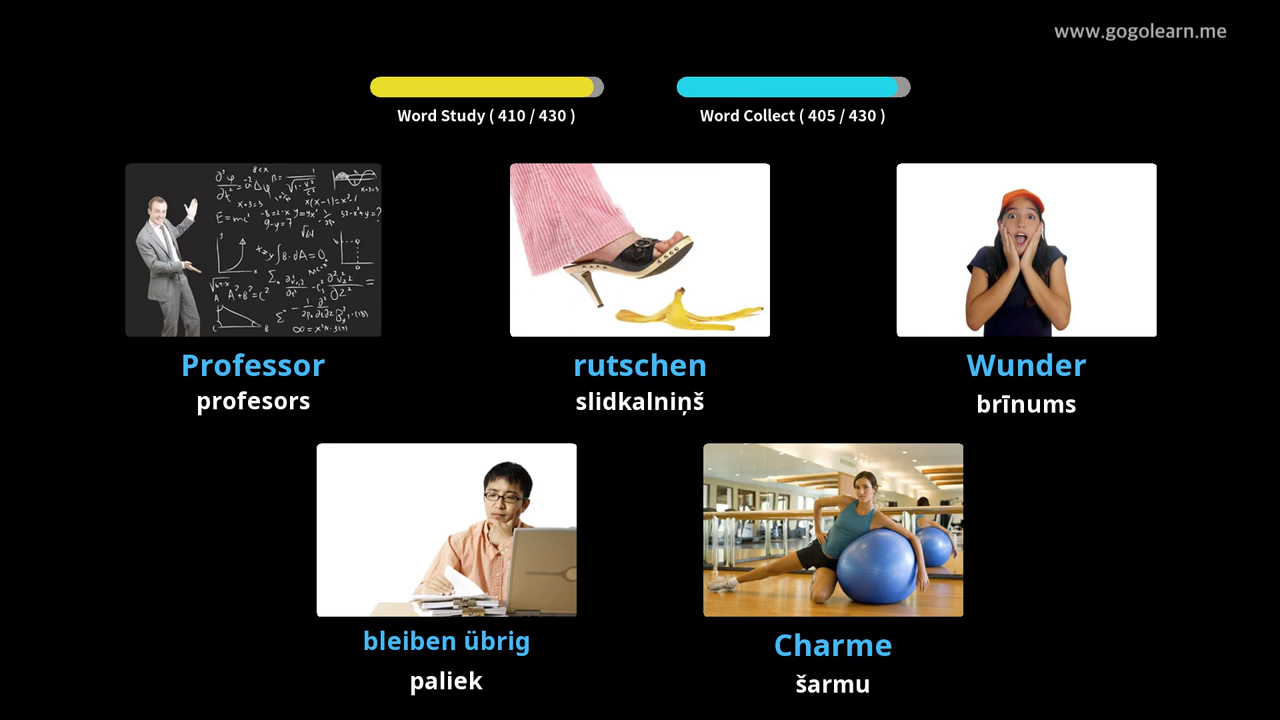 www.gogolearn.me
Word Study ( 410 / 430 )
Word Collect ( 405 / 430 )
Professor
profesors
rutschen
slidkalniņš
Wunder
brīnums
bleiben übrig
paliek
Charme
šarmu